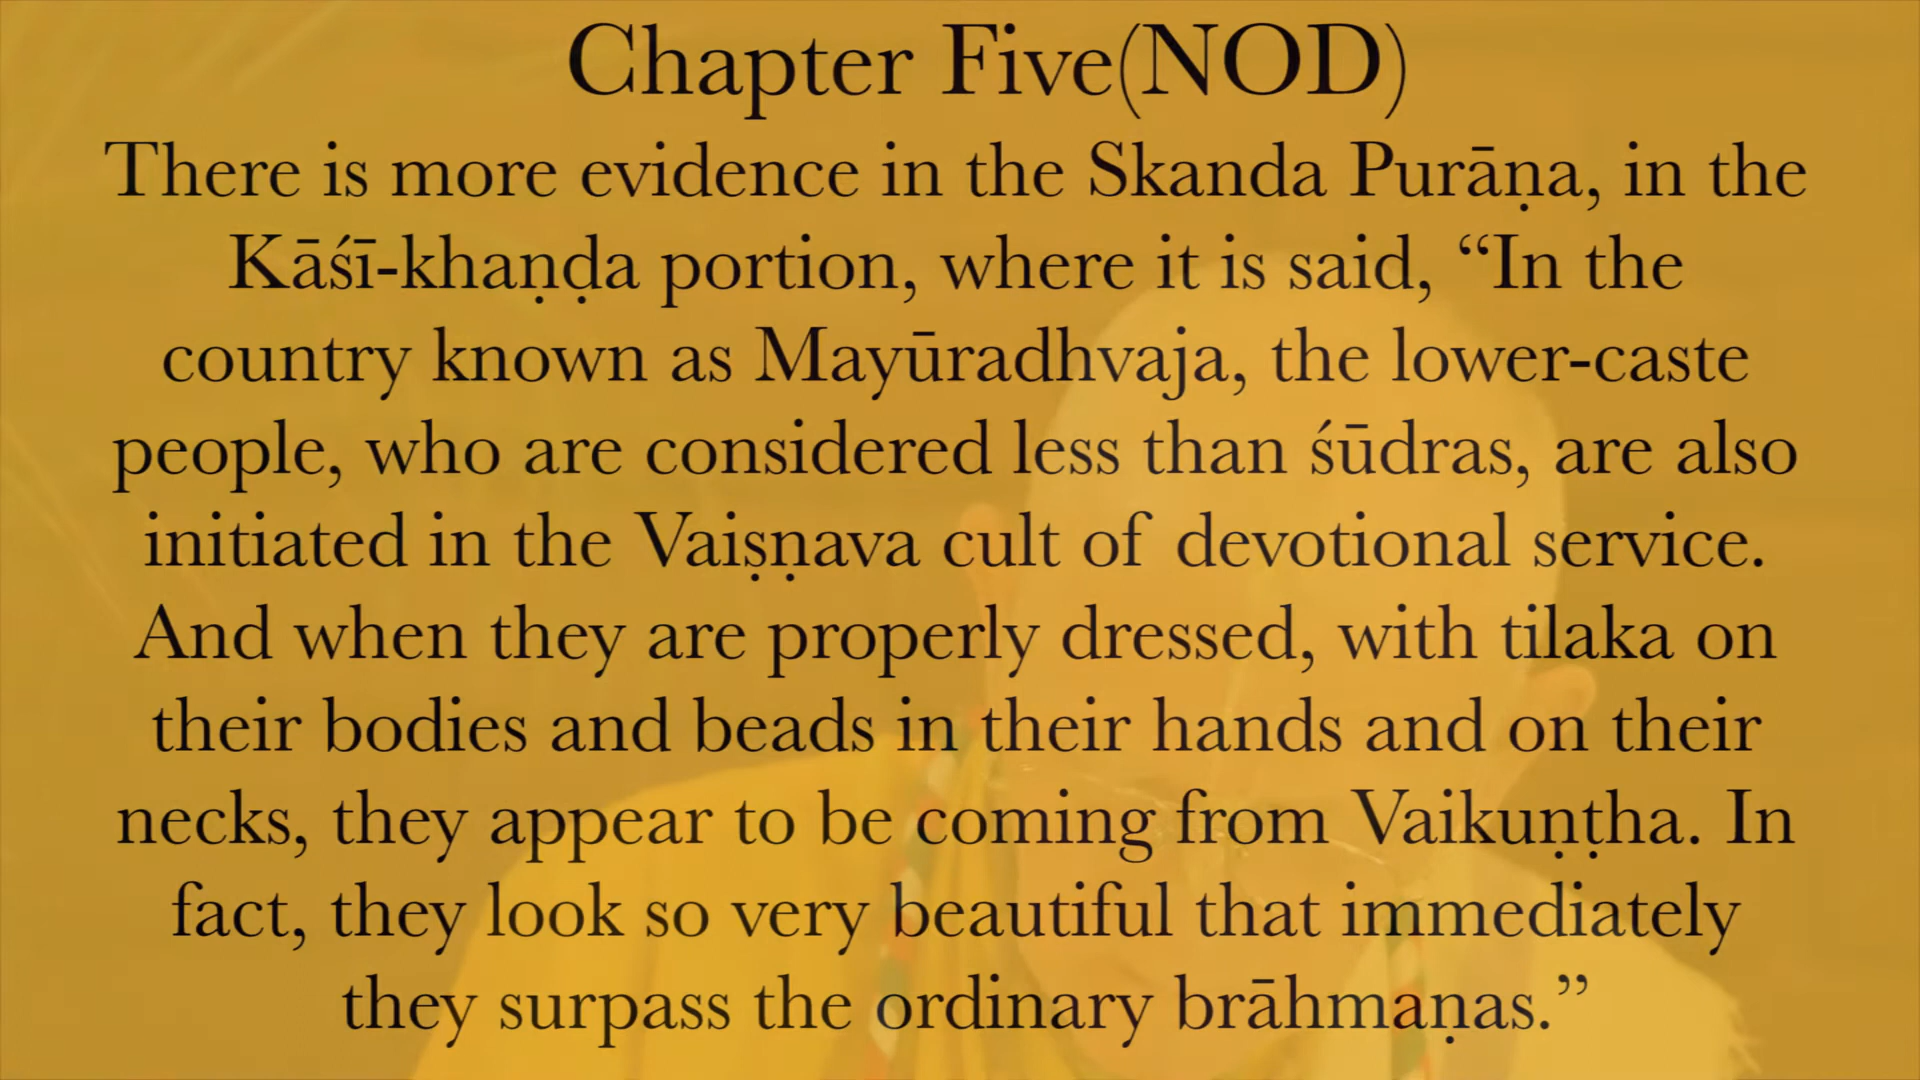 Chapter Five(NOD)
There is more evidence in the Skanda Purāṇa, in the
Kāśī-khaṇḍa portion, where it is said, “In the
country known as Mayūradhvaja, the lower-caste
people, who are considered less than śūdras, are also
initiated in the Vaiṣṇava cult of devotional service.
And when they are properly dressed, with tilaka on
their bodies and beads in their hands and on their
necks, they appear to be coming from Vaikuṇṭha. In
fact, they look so very beautiful that immediately
they surpass the ordinary brāhmaṇas.”